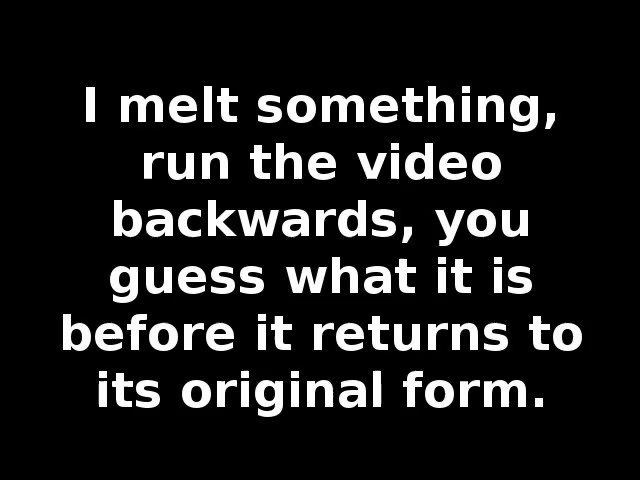 I melt something,
run the video
backwards, you
guess what it is
before it returns to
its original form.